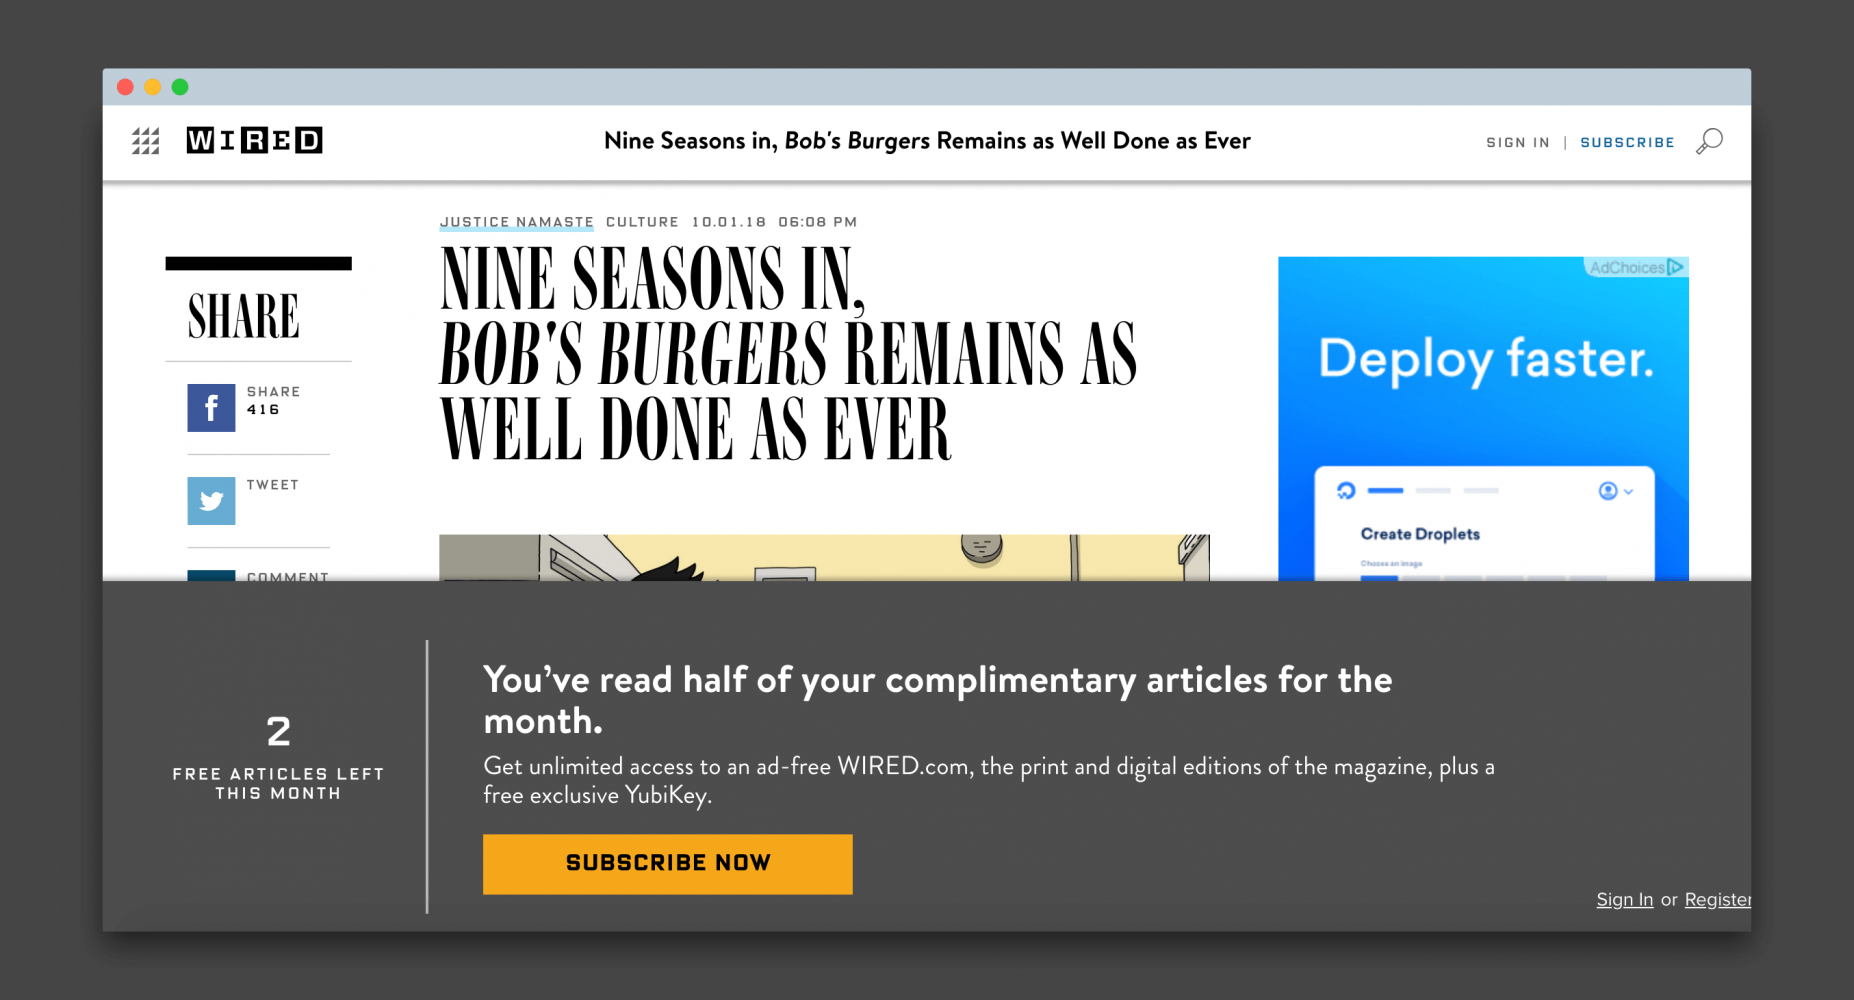 WIRED
Nine Seasons in, Bob's Burgers Remains as Well Done as Ever
SIGN IN | SUBSCRIBE
JUSTICE NAMASTE CULTURE 10.01.18 06:08 PM
NINE SEASONS IN,
BOB'S BURGERS REMAINS AS
WELL DONE AS EVER
SHARE
SHARE
416
TWEET
COMMENT
AdChoices
Deploy faster.
Create Droplets
Choose an image
2
FREE ARTICLES LEFT
THIS MONTH
You’ve read half of your complimentary articles for the
month.
Get unlimited access to an ad-free WIRED.com, the print and digital editions of the magazine, plus a
free exclusive YubiKey.
SUBSCRIBE NOW
Sign In or Register